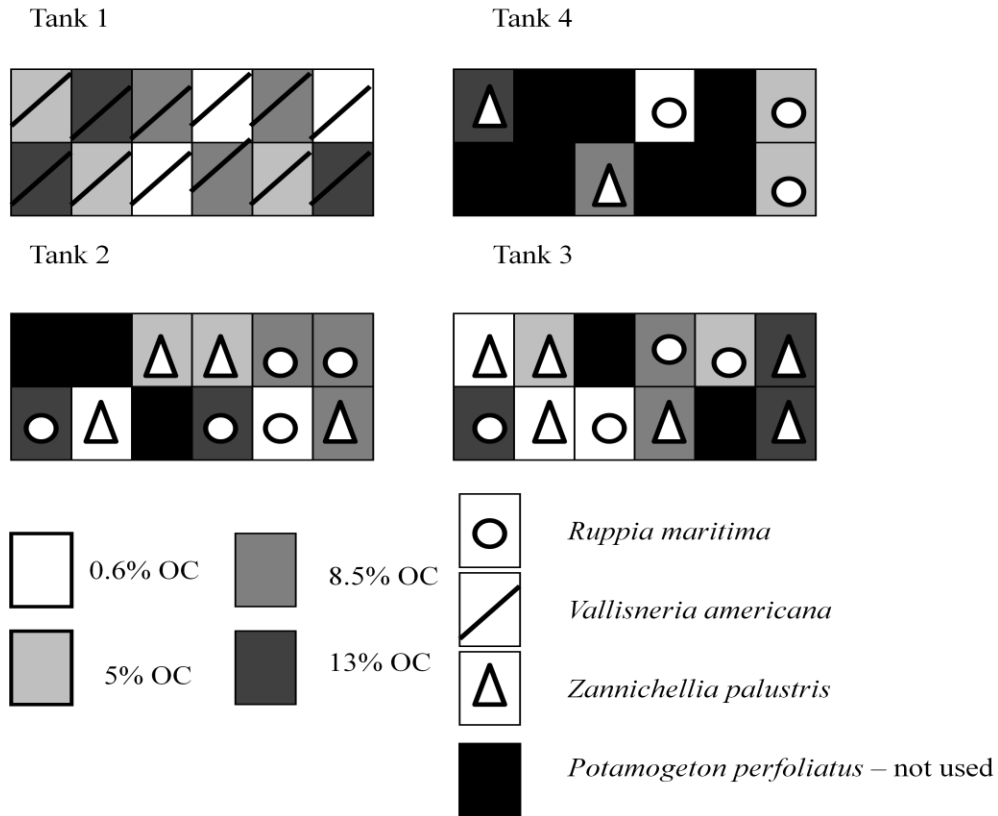 Tank 1
Tank 4
Tank 2
Tank 3
0.6% OC
8.5% OC
5% OC
13% OC
Ruppia maritima
Vallisneria americana
Zannichellia palustris
Potamogeton perfoliatus – not used